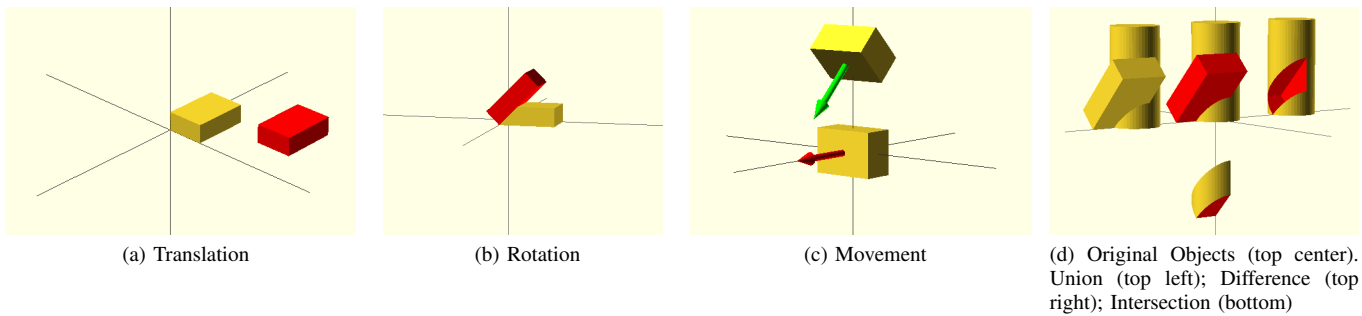 (a) Translation
(b) Rotation
(c) Movement
(d) Original Objects (top center).
Union (top left); Difference (top
right); Intersection (bottom)